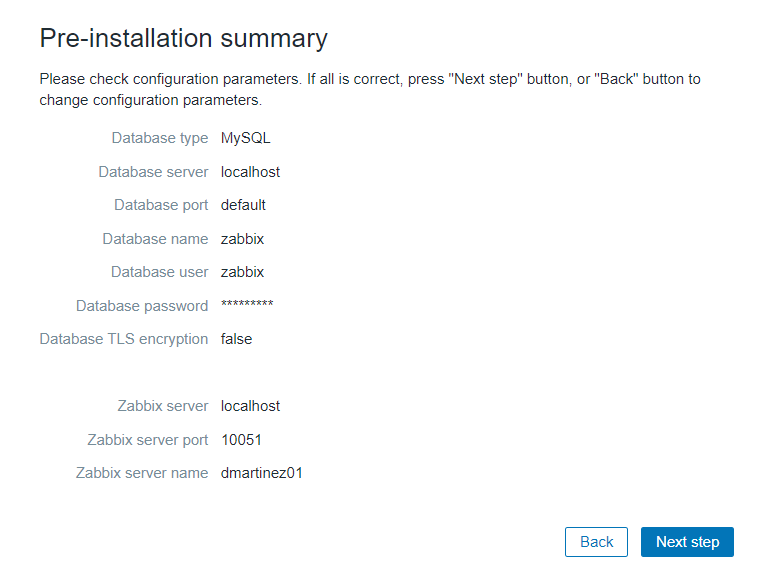 Pre-installation summary
Please check configuration parameters. If all is correct, press "Next step" button, or "Back" button to
change configuration parameters.
Database type MySQL
Database server localhost
Database port default
Database name zabbix
Database user zabbix
Database password *********
Database TLS encryption false
Zabbix server localhost
Zabbix server port 10051
Zabbix server name dmartinez01
Back Next step